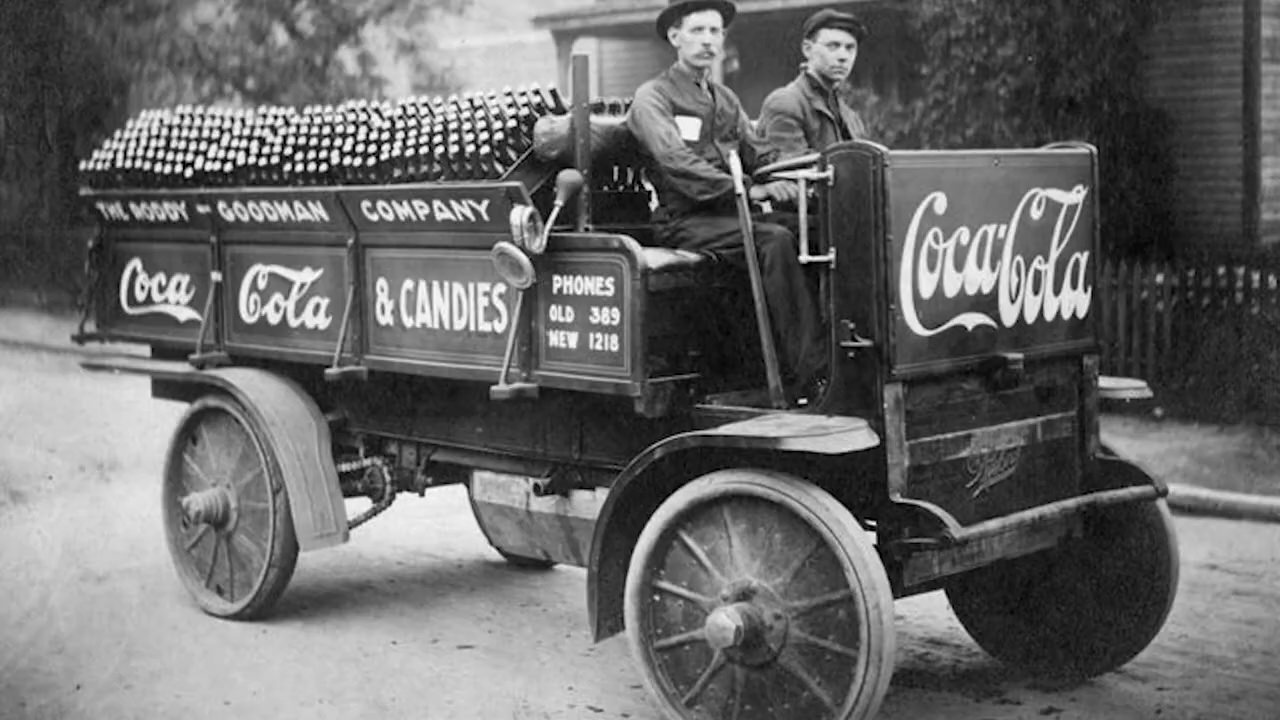 THE RODDY - GOODMAN COMPANY
Coca Cola & CANDIES
PHONES
OLD 389
NEW 1218
Coca-Cola